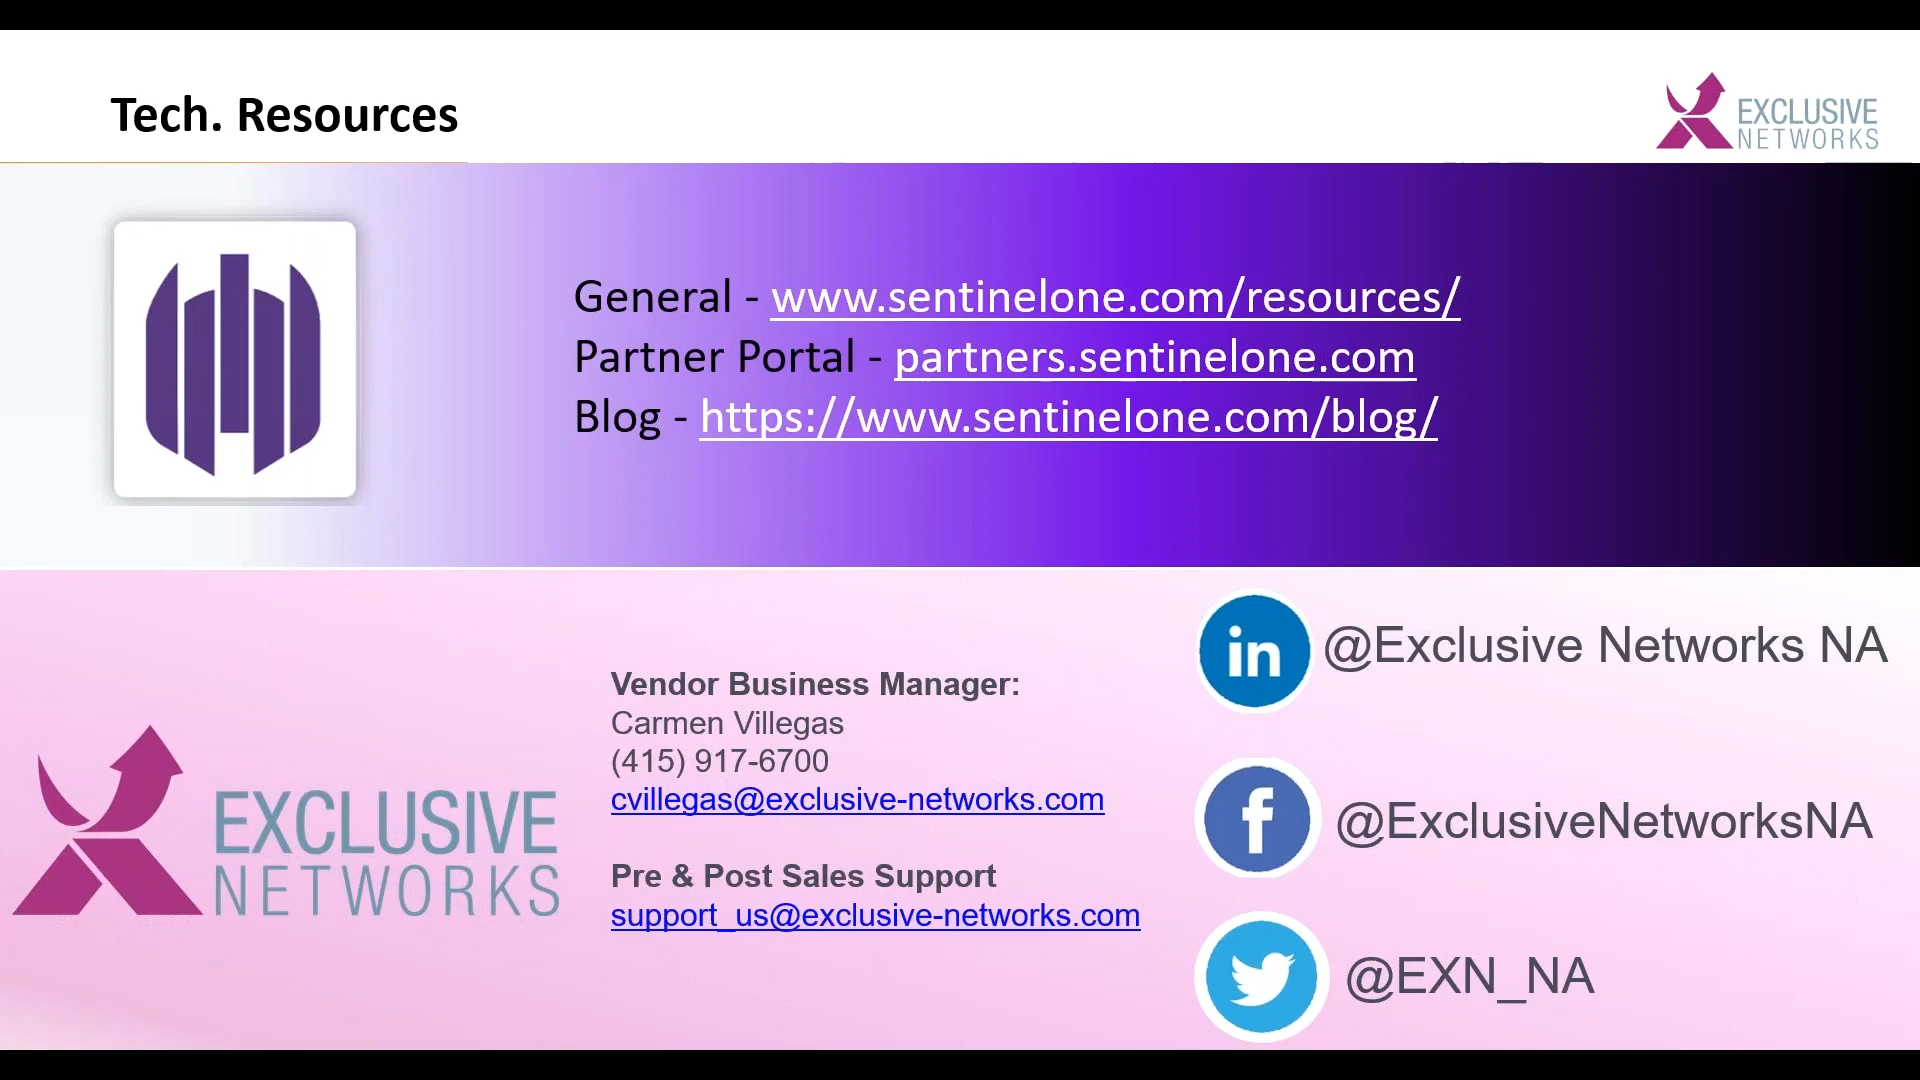 Tech. Resources
EXCLUSIVE
NETWORKS
General - www.sentinelone.com/resources/
Partner Portal - partners.sentinelone.com
Blog - https://www.sentinelone.com/blog/
EXCLUSIVE
NETWORKS
Vendor Business Manager:
Carmen Villegas
(415) 917-6700
cvillegas@exclusive-networks.com
Pre & Post Sales Support
support_us@exclusive-networks.com
in @Exclusive Networks NA
f @ExclusiveNetworksNA
@EXN_NA